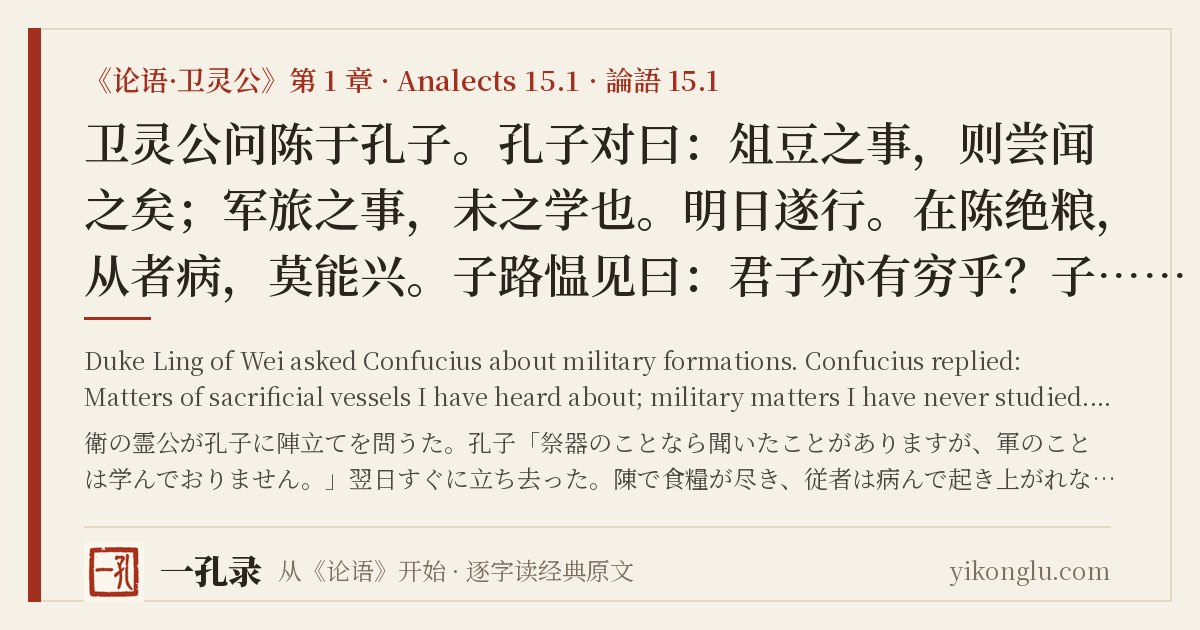 《论语·卫灵公》第 1 章 · Analects 15.1 · 論語 15.1
卫灵公问陈于孔子。孔子对曰：俎豆之事，则尝闻
之矣；军旅之事，未之学也。明日遂行。在陈绝粮，
从者病，莫能兴。子路愠见曰：君子亦有穷乎？子……
Duke Ling of Wei asked Confucius about military formations. Confucius replied:
Matters of sacrificial vessels I have heard about; military matters I have never studied....
衛の霊公が孔子に陣立てを問うた。孔子「祭器のことなら聞いたことがありますが、軍のこと
は学んでおりません。」翌日すぐに立ち去った。陳で食糧が尽き、従者は病んで起き上がれな…
一孔
一孔录
从《论语》开始 · 逐字读经典原文
yikonglu.com